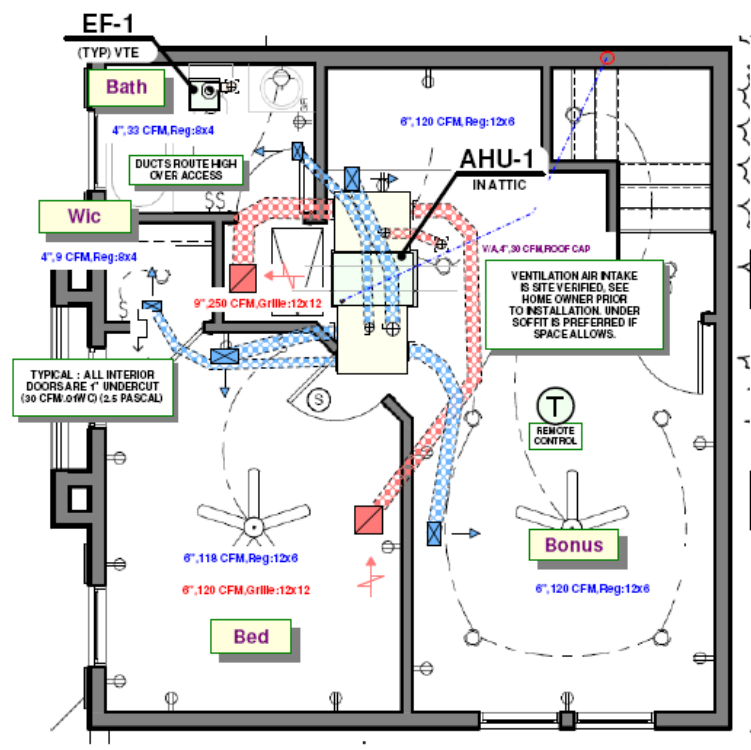 EF-1
(TYP) VTE
Bath
4",33 CFM,Reg:8x4
6",120 CFM,Reg:12x6
DUCTS ROUTE HIGH
OVER ACCESS
AHU-1
IN ATTIC
Wic
4",9 CFM,Reg:8x4
SS
S
V/A,4",30 CFM,ROOF CAP
9",250 CFM,Grille:12x12
VENTILATION AIR INTAKE
IS SITE VERIFIED, SEE
HOME OWNER PRIOR
TO INSTALLATION. UNDER
SOFFIT IS PREFERRED IF
SPACE ALLOWS.
TYPICAL : ALL INTERIOR
DOORS ARE 1" UNDERCUT
(30 CFM/.01WC) (2.5 PASCAL)
S
T
REMOTE
CONTROL
Bonus
6",118 CFM,Reg:12x6
6",120 CFM,Grille:12x12
6",120 CFM,Reg:12x6
Bed